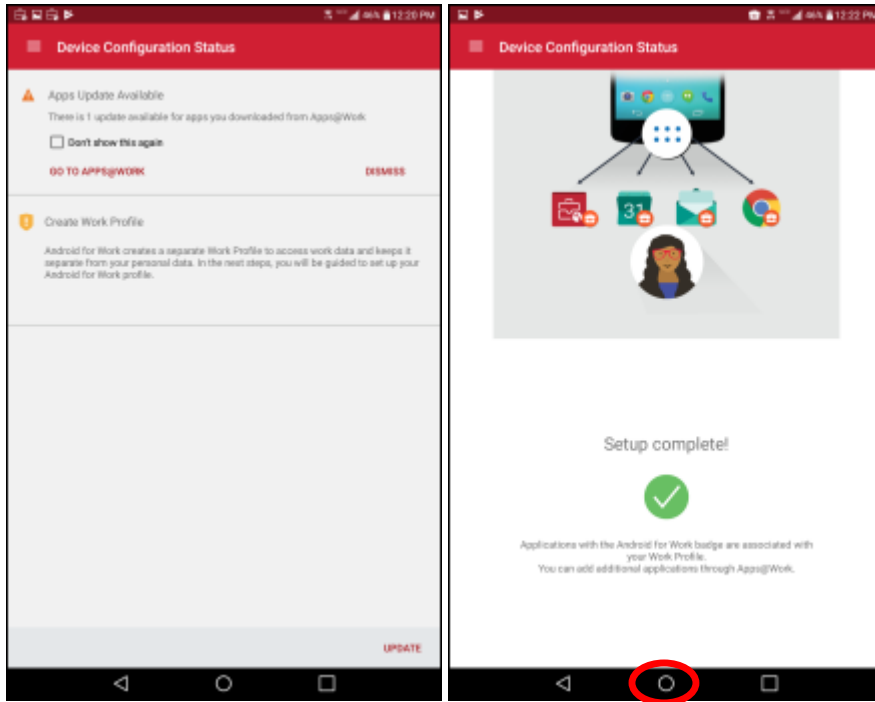 46% 12:20 PM
Device Configuration Status
Apps Update Available
There is 1 update available for apps you downloaded from Apps@Work
Don't show this again
GO TO APPS@WORK DISMISS
Create Work Profile
Android for Work creates a separate Work Profile to access work data and keeps it
separate from your personal data. In the next steps, you will be guided to set up your
Android for Work profile.
UPDATE
46% 12:22 PM
Device Configuration Status
31
Setup complete!
Applications with the Android for Work badge are associated with
your Work Profile.
You can add additional applications through Apps@Work.